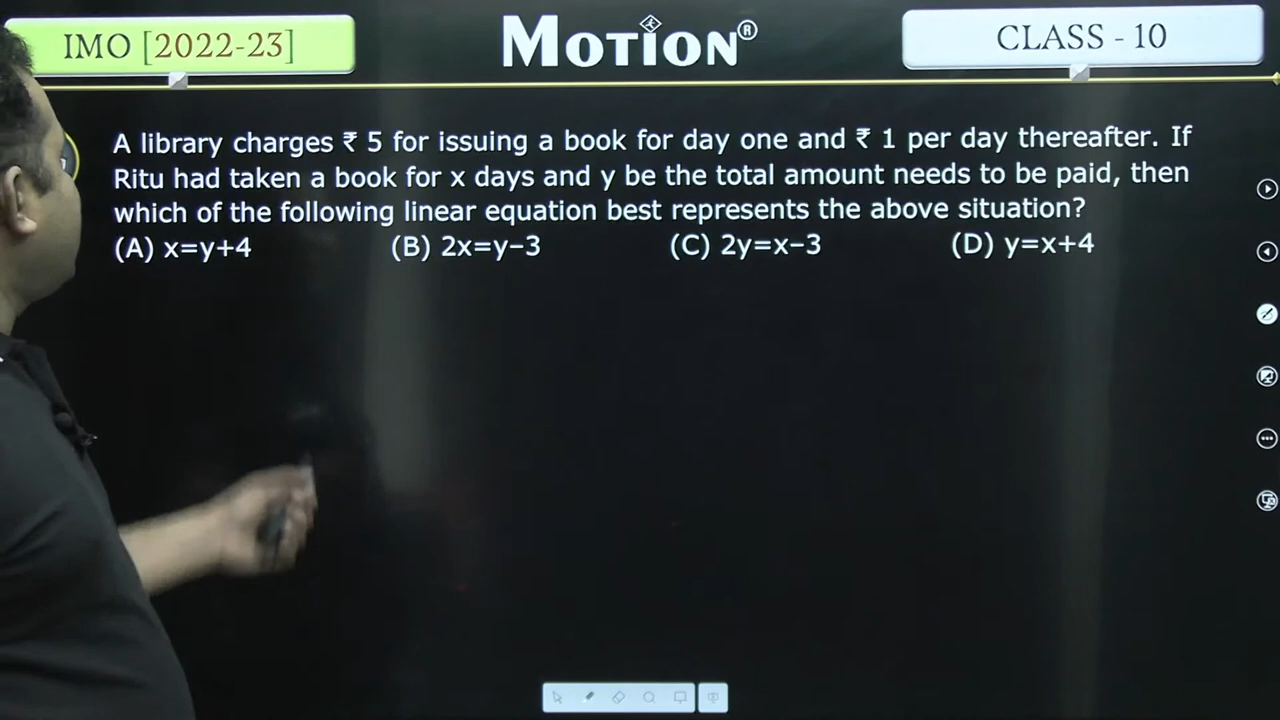 IMO [2022-23]
MOTION®
CLASS - 10
A library charges ₹ 5 for issuing a book for day one and ₹ 1 per day thereafter. If
Ritu had taken a book for x days and y be the total amount needs to be paid, then
which of the following linear equation best represents the above situation?
(A) x=y+4 (B) 2x=y–3 (C) 2y=x–3 (D) y=x+4